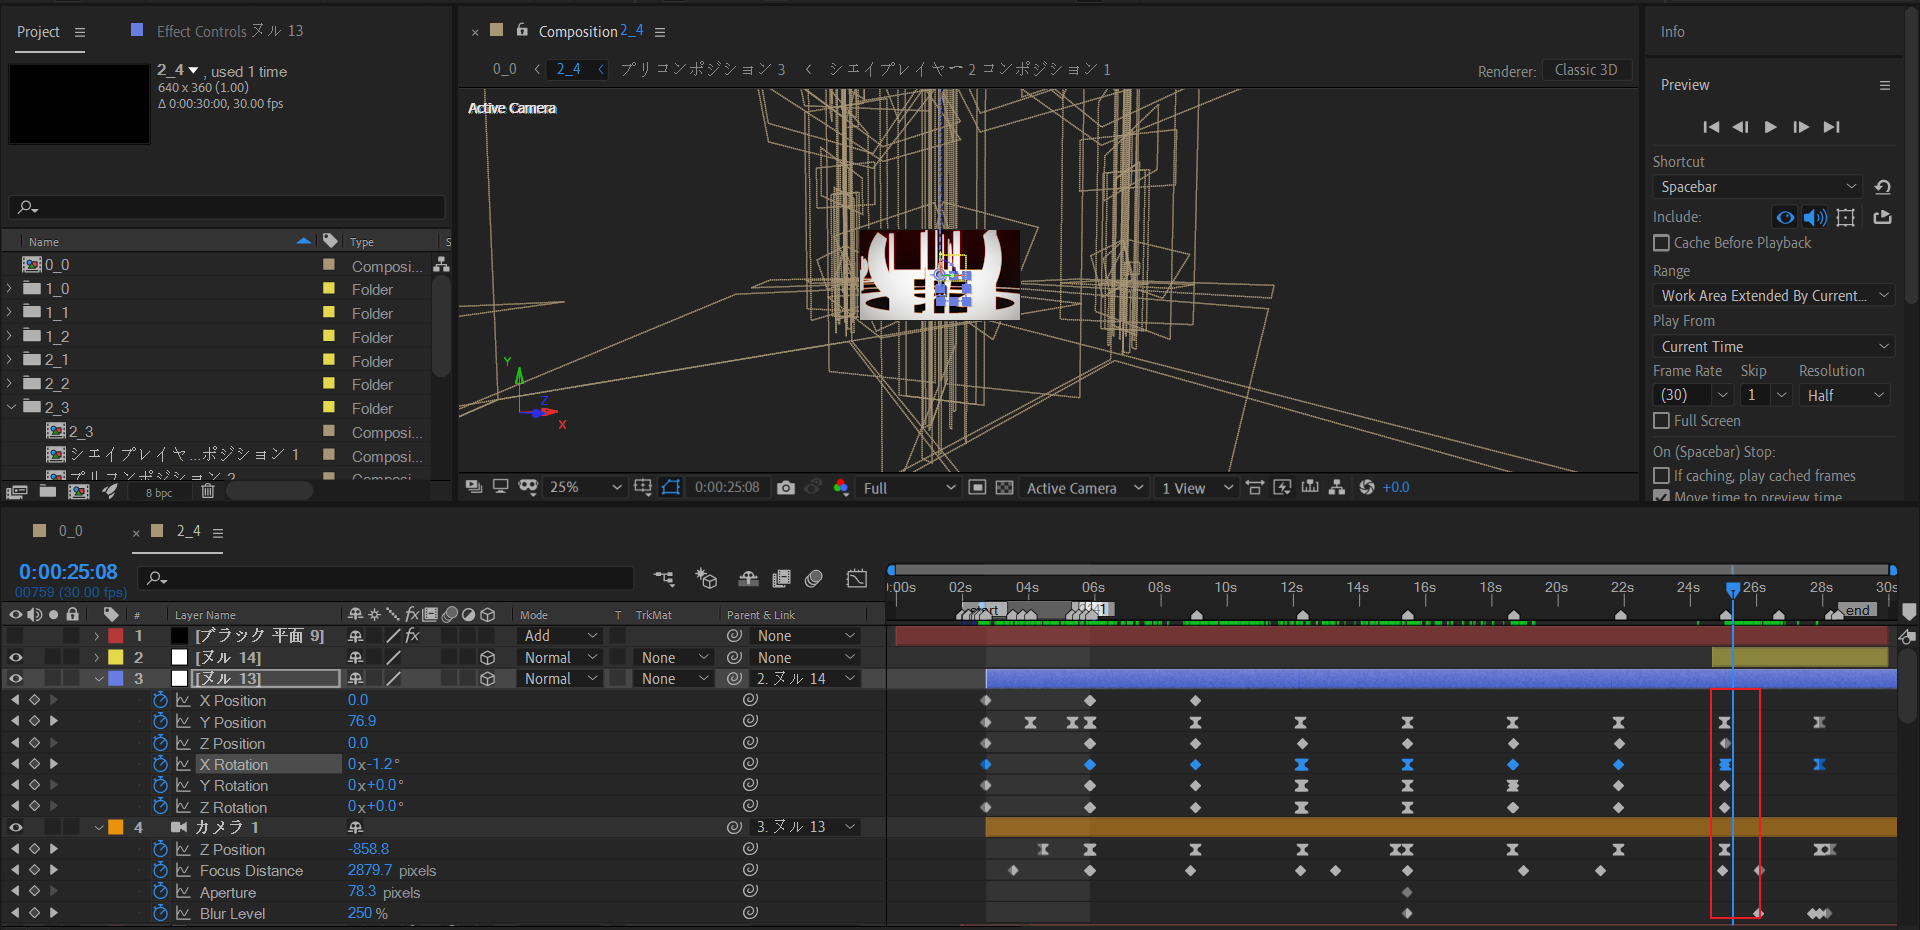 Project
Effect Controls ヌル 13
Composition 2_4
Info
2_4 , used 1 time
640 x 360 (1.00)
Δ 0:00:30:00, 30.00 fps
0_0 2_4 プリコンポジション 3 シェイプレイヤー 2 コンポジション 1
Renderer: Classic 3D
Active Camera
Preview
Shortcut
Spacebar
Include:
Cache Before Playback
Range
Work Area Extended By Current...
Play From
Current Time
Frame Rate Skip Resolution
(30) 1 Half
Full Screen
On (Spacebar) Stop:
If caching, play cached frames
Move time to preview time
Name Type S
0_0 Composi...
1_0 Folder
1_1 Folder
1_2 Folder
2_1 Folder
2_2 Folder
2_3 Folder
2_3 Composi...
シェイプレイヤ...ポジション 1 Composi...
プリコンポジション 2 Composi...
8 bpc
Y
Z
X
25% 0:00:25:08 Full Active Camera 1 View +0.0
0_0 2_4
0:00:25:08
00759 (30.00 fps)
:00s 02s 04s 06s 08s 10s 12s 14s 16s 18s 20s 22s 24s 26s 28s 30s
# Layer Name Mode T TrkMat Parent & Link
start 1 end
1 [ブラック 平面 9] Add None
2 [ヌル 14] Normal None None
3 [ヌル 13] Normal None 2. ヌル 14
X Position 0.0
Y Position 76.9
Z Position 0.0
X Rotation 0x-1.2°
Y Rotation 0x+0.0°
Z Rotation 0x+0.0°
4 カメラ 1 3. ヌル 13
Z Position -858.8
Focus Distance 2879.7 pixels
Aperture 78.3 pixels
Blur Level 250 %